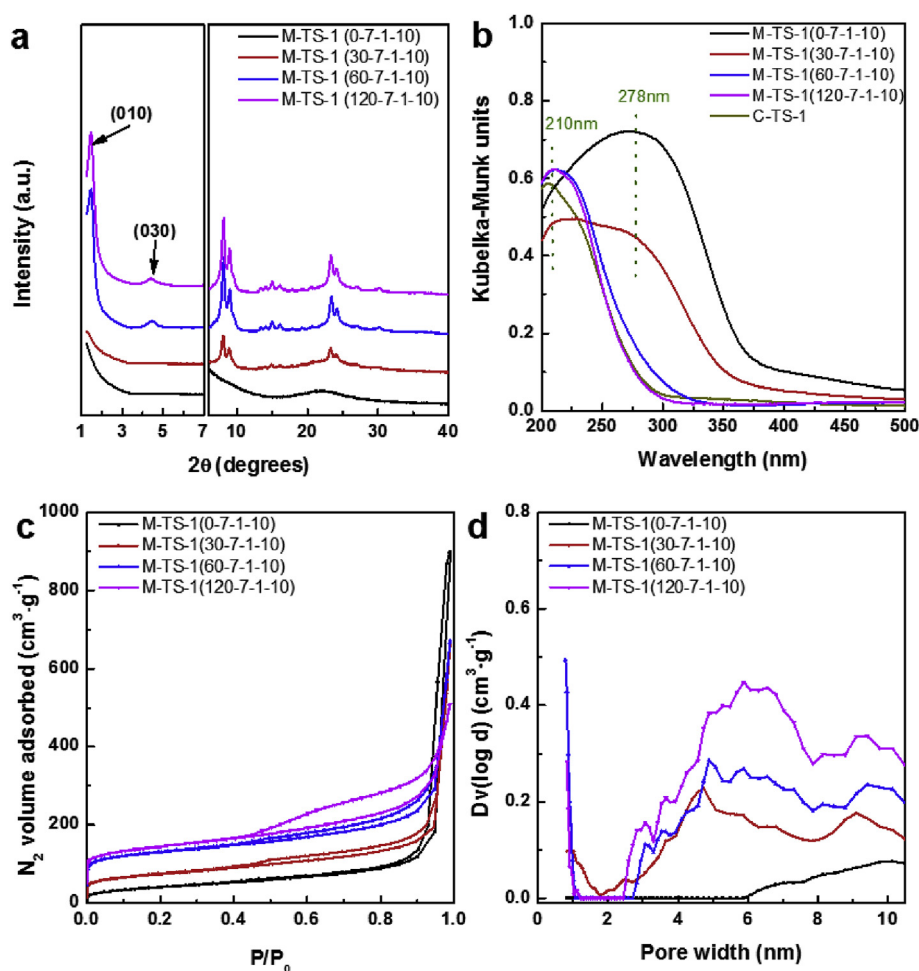 a
M-TS-1 (0-7-1-10)
M-TS-1 (30-7-1-10)
M-TS-1 (60-7-1-10)
M-TS-1 (120-7-1-10)
(010)
(030)
Intensity (a.u.)
1 3 5 7 10 20 30 40
2θ (degrees)
b
M-TS-1(0-7-1-10)
M-TS-1(30-7-1-10)
M-TS-1(60-7-1-10)
M-TS-1(120-7-1-10)
C-TS-1
210nm
278nm
Kubelka-Munk units
1.0
0.8
0.6
0.4
0.2
0.0
200 250 300 350 400 450 500
Wavelength (nm)
c
M-TS-1(0-7-1-10)
M-TS-1(30-7-1-10)
M-TS-1(60-7-1-10)
M-TS-1(120-7-1-10)
N₂ volume adsorbed (cm³·g⁻¹)
1000
800
600
400
200
0
0.0 0.2 0.4 0.6 0.8 1.0
P/P₀
d
M-TS-1(0-7-1-10)
M-TS-1(30-7-1-10)
M-TS-1(60-7-1-10)
M-TS-1(120-7-1-10)
Dv(log d) (cm³·g⁻¹)
0.8
0.6
0.4
0.2
0.0
0 2 4 6 8 10
Pore width (nm)